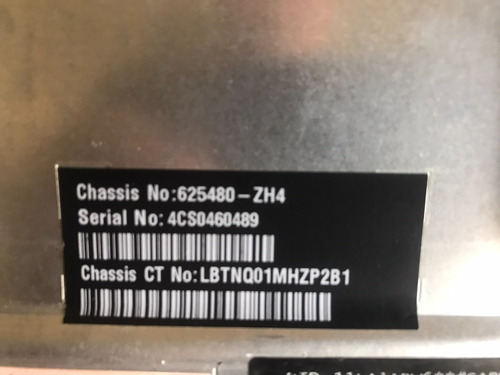 Chassis No:625480-ZH4
Serial No: 4CS0460489
Chassis CT No:LBTNQ01MHZP2B1